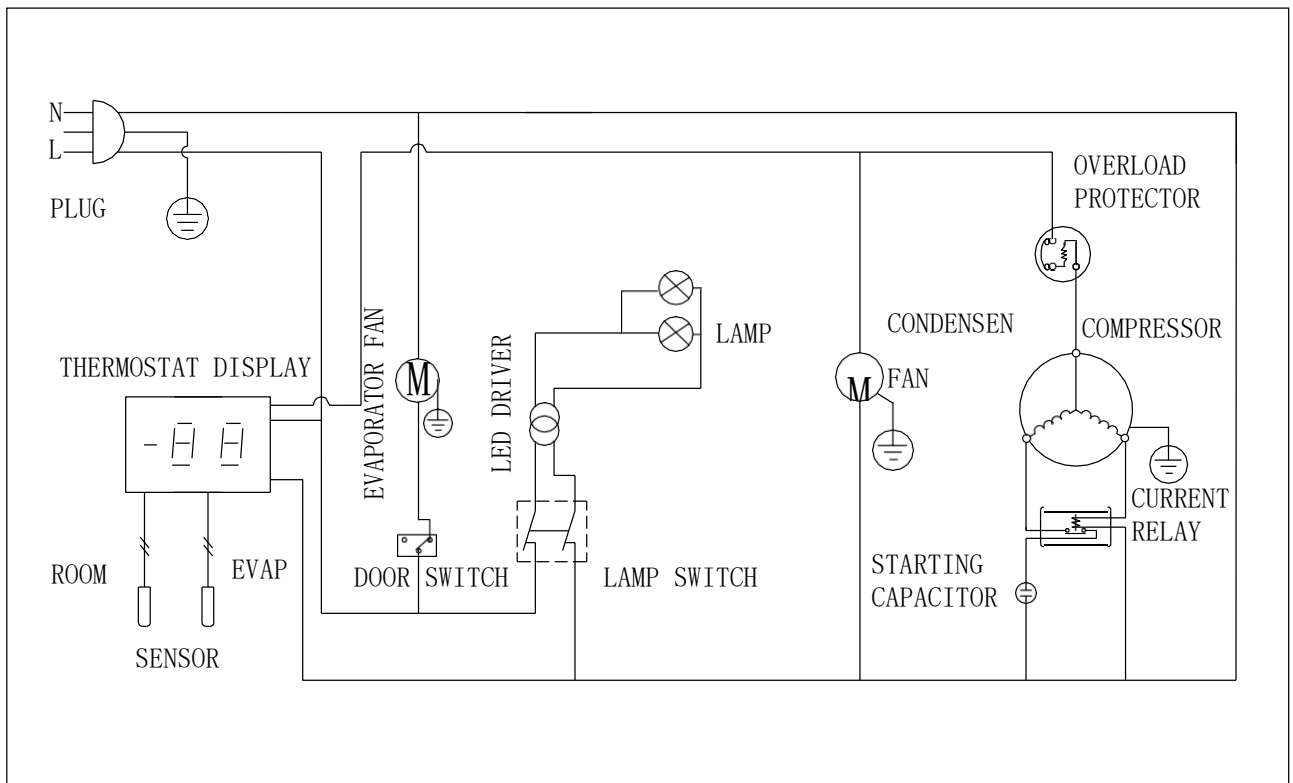 N
L
PLUG
OVERLOAD
PROTECTOR
THERMOSTAT DISPLAY
-88
EVAPORATOR FAN
M
LED DRIVER
LAMP
CONDENSEN
FAN
M
COMPRESSOR
ROOM
EVAP
SENSOR
DOOR SWITCH
LAMP SWITCH
STARTING
CAPACITOR
CURRENT
RELAY